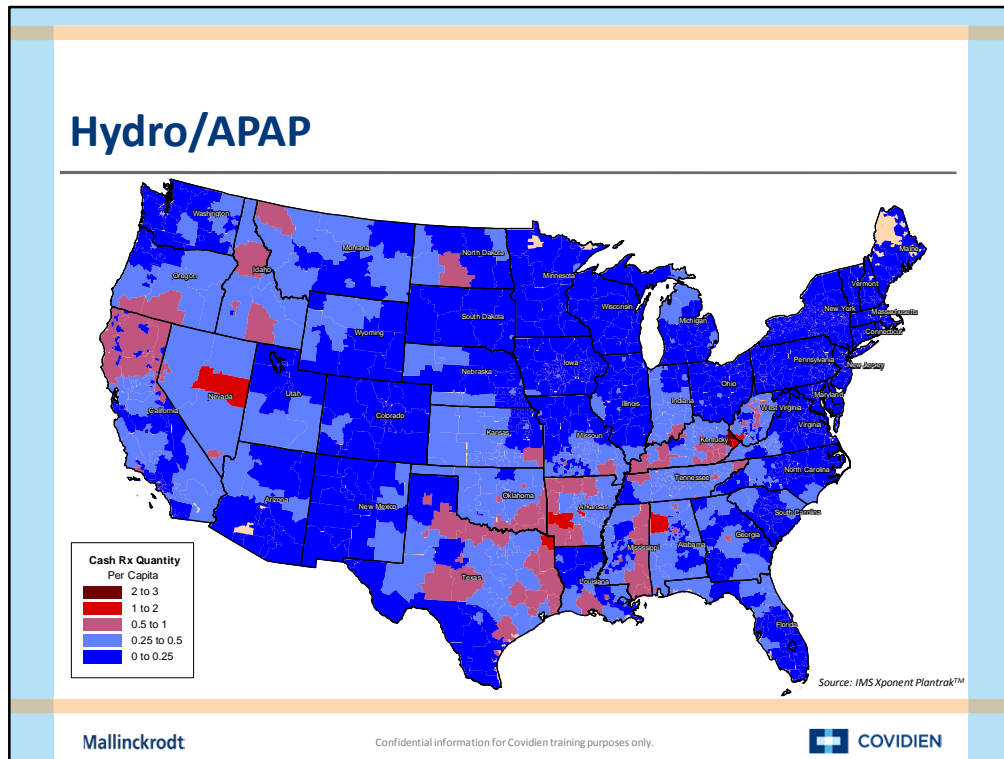 Hydro/APAP
Washington
Montana
North Dakota
Minnesota
Maine
Oregon
Idaho
Wisconsin
Vermont
New York
Massachusetts
Connecticut
South Dakota
Michigan
Wyoming
Iowa
Pennsylvania
New Jersey
Nebraska
Ohio
Maryland
Nevada
Utah
Illinois
Indiana
West Virginia
California
Colorado
Kansas
Missouri
Kentucky
Virginia
Tennessee
North Carolina
Arizona
New Mexico
Oklahoma
Arkansas
South Carolina
Mississippi
Alabama
Georgia
Texas
Louisiana
Florida
Cash Rx Quantity
Per Capita
2 to 3
1 to 2
0.5 to 1
0.25 to 0.5
0 to 0.25
Source: IMS Xponent Plantrak™
Mallinckrodt
Confidential information for Covidien training purposes only.
COVIDIEN